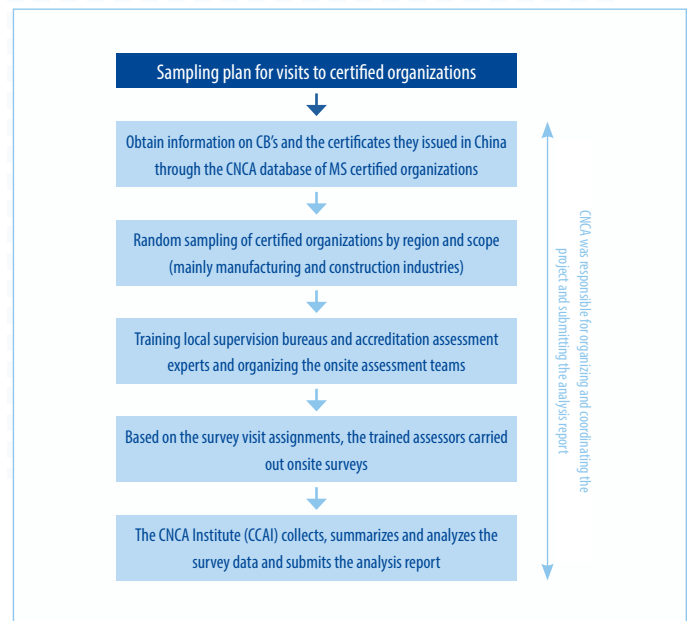 Sampling plan for visits to certified organizations
Obtain information on CB's and the certificates they issued in China
through the CNCA database of MS certified organizations
Random sampling of certified organizations by region and scope
(mainly manufacturing and construction industries)
Training local supervision bureaus and accreditation assessment
experts and organizing the onsite assessment teams
Based on the survey visit assignments, the trained assessors carried
out onsite surveys
The CNCA Institute (CCAI) collects, summarizes and analyzes the
survey data and submits the analysis report
CNCA was responsible for organizing and coordinating the
project and submitting the analysis report